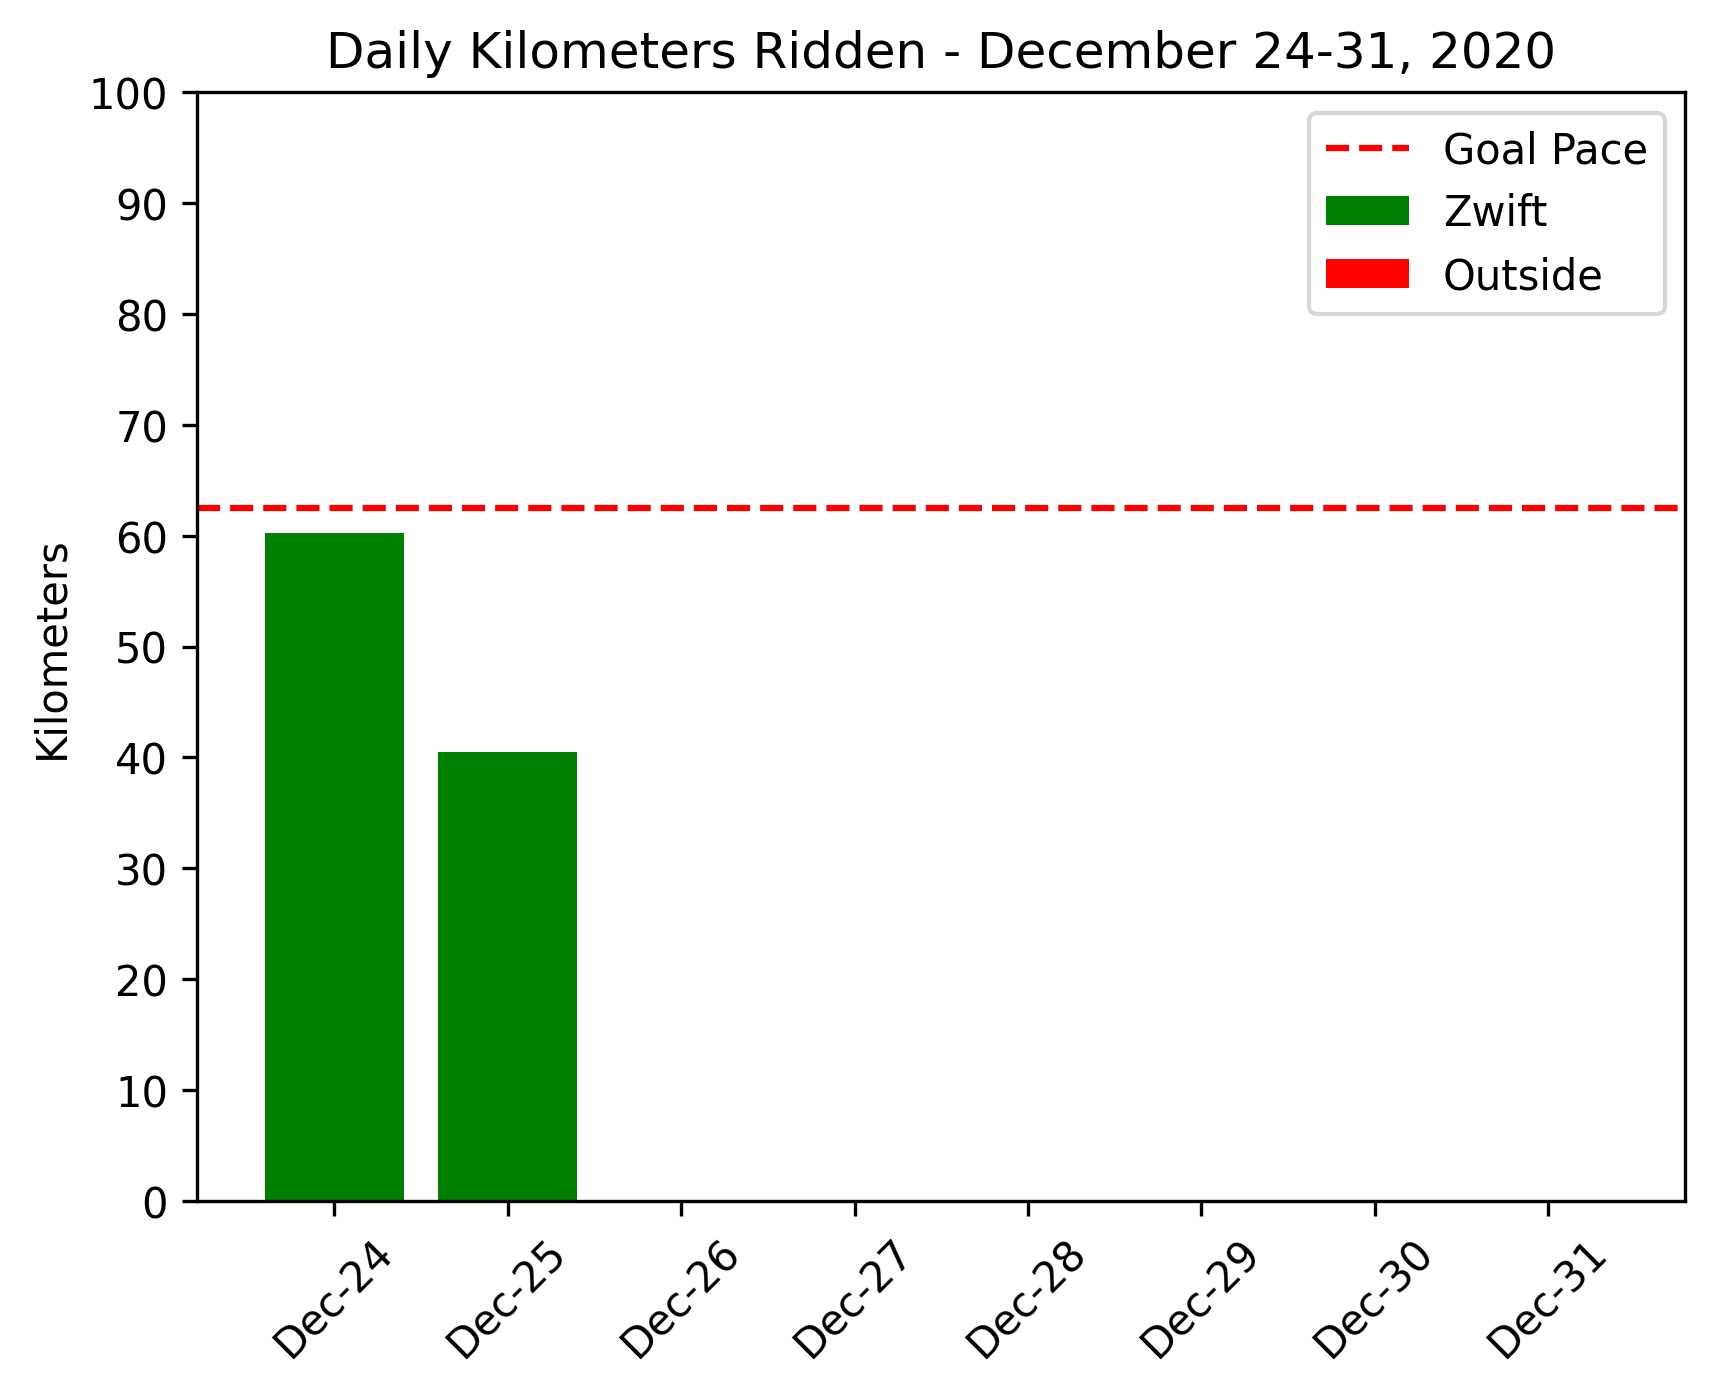 Daily Kilometers Ridden - December 24-31, 2020
100
90
80
70
60
50
40
30
20
10
0
Kilometers
Goal Pace
Zwift
Outside
Dec-24
Dec-25
Dec-26
Dec-27
Dec-28
Dec-29
Dec-30
Dec-31